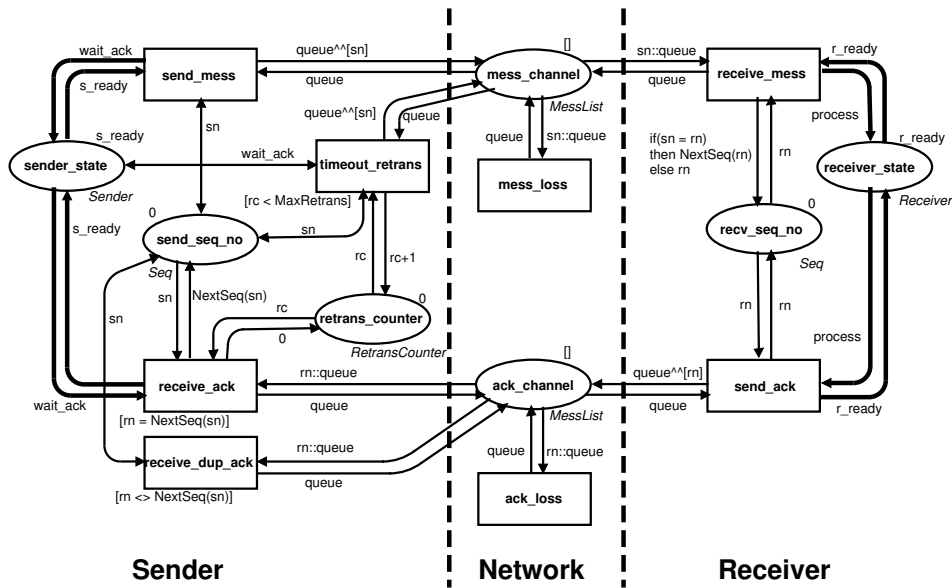 wait_ack
s_ready
send_mess
queue^^[sn]
queue
[]
mess_channel
MessList
sn::queue
queue
receive_mess
r_ready
process
sn
queue^^[sn]
queue
s_ready
sender_state
Sender
wait_ack
timeout_retrans
[rc < MaxRetrans]
queue
sn::queue
mess_loss
if(sn = rn)
then NextSeq(rn)
else rn
rn
r_ready
receiver_state
Receiver
s_ready
0
send_seq_no
Seq
sn
rc
rc+1
0
recv_seq_no
Seq
sn
sn
NextSeq(sn)
rc
0
0
retrans_counter
RetransCounter
rn
rn
process
wait_ack
receive_ack
[rn = NextSeq(sn)]
rn::queue
queue
[]
ack_channel
MessList
queue^^[rn]
queue
send_ack
r_ready
receive_dup_ack
[rn <> NextSeq(sn)]
rn::queue
queue
queue
rn::queue
ack_loss
Sender
Network
Receiver